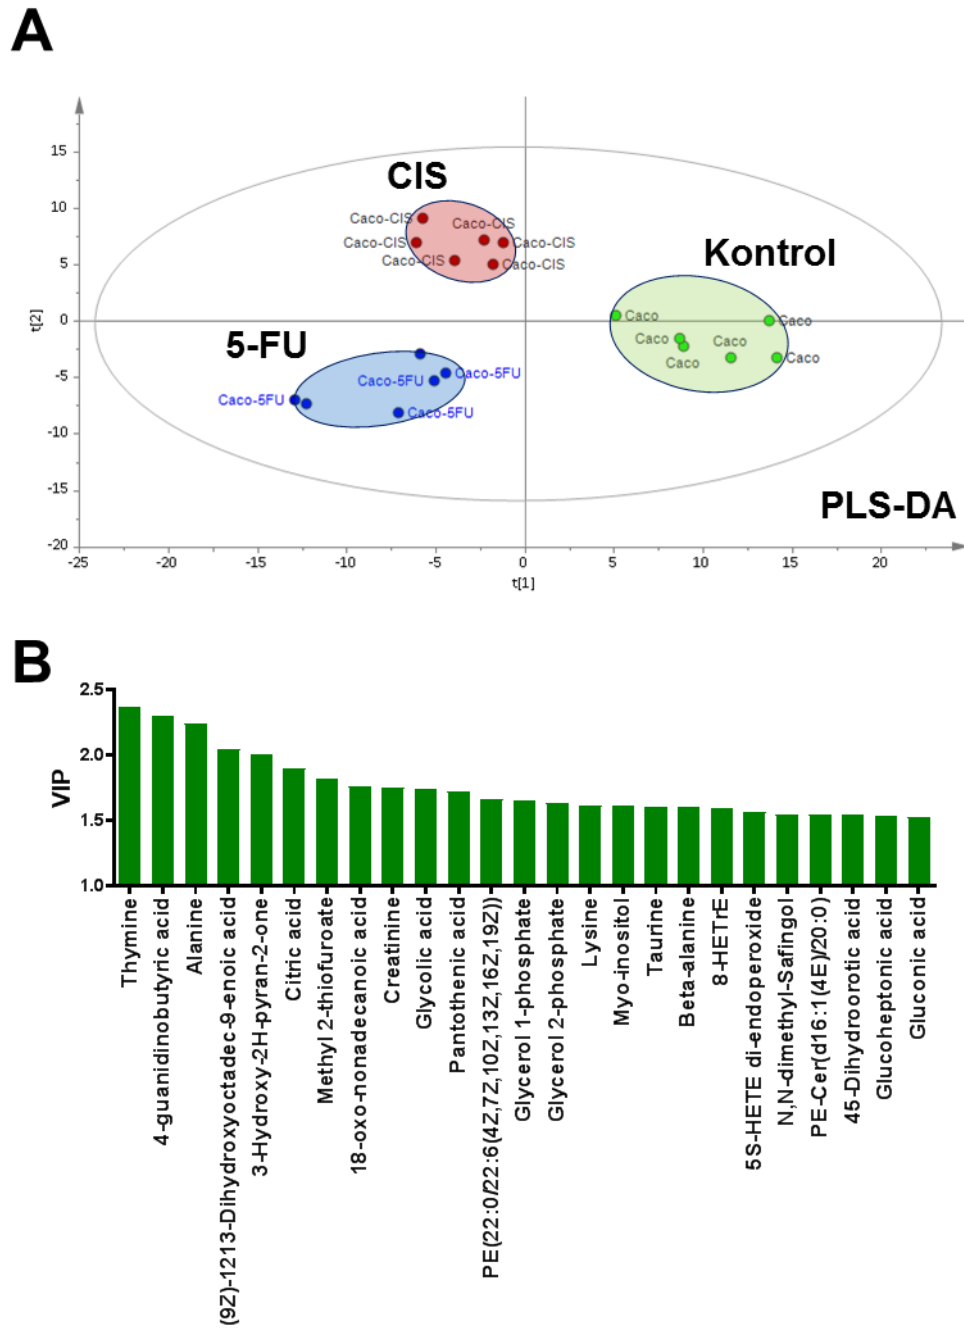 A
15
10
5
0
-5
-10
-15
-20
t[2]
-25
-20
-15
-10
-5
0
5
10
15
20
t[1]
CIS
Caco-CIS
Caco-CIS
Caco-CIS
Caco-CIS
Caco-CIS
Caco-CIS
Kontrol
Caco
Caco
Caco
Caco
Caco
Caco
5-FU
Caco-5FU
Caco-5FU
Caco-5FU
Caco-5FU
PLS-DA
B
2.5
2.0
1.5
1.0
VIP
Thymine
4-guanidinobutyric acid
Alanine
(9Z)-1213-Dihydroxyoctadec-9-enoic acid
3-Hydroxy-2H-pyran-2-one
Citric acid
Methyl 2-thiofuroate
18-oxo-nonadecanoic acid
Creatinine
Glycolic acid
Pantothenic acid
PE(22:0/22:6(4Z,7Z,10Z,13Z,16Z,19Z))
Glycerol 1-phosphate
Glycerol 2-phosphate
Lysine
Myo-inositol
Taurine
Beta-alanine
8-HETrE
5S-HETE di-endoperoxide
N,N-dimethyl-Safingol
PE-Cer(d16:1(4E)/20:0)
45-Dihydroorotic acid
Glucoheptonic acid
Gluconic acid